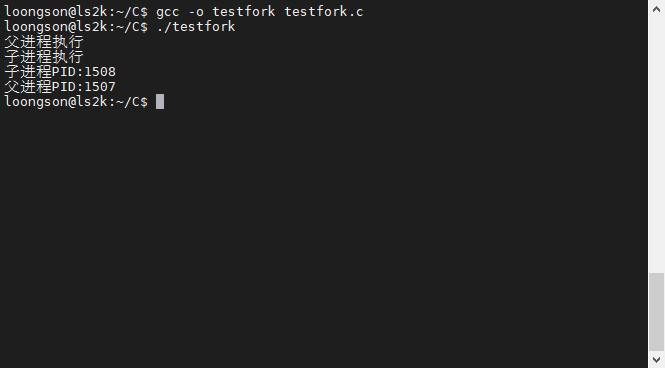 loongson@ls2k:~/C$ gcc -o testfork testfork.c
loongson@ls2k:~/C$ ./testfork
父进程执行
子进程执行
子进程PID:1508
父进程PID:1507
loongson@ls2k:~/C$